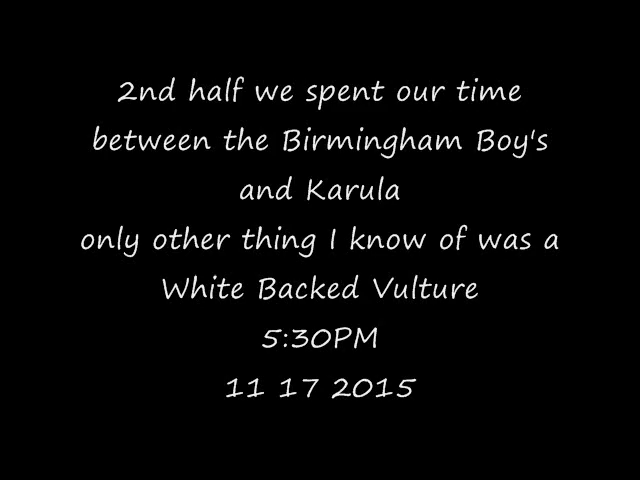 2nd half we spent our time
between the Birmingham Boy's
and Karula
only other thing I know of was a
White Backed Vulture
5:30PM
11 17 2015